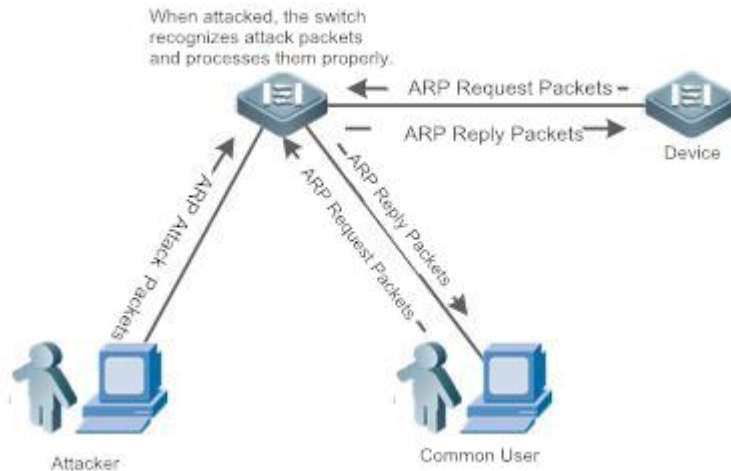 When attacked, the switch
recognizes attack packets
and processes them properly.
ARP Request Packets
ARP Reply Packets
Device
ARP Attack Packets
ARP Reply Packets
ARP Request Packets
Attacker
Common User